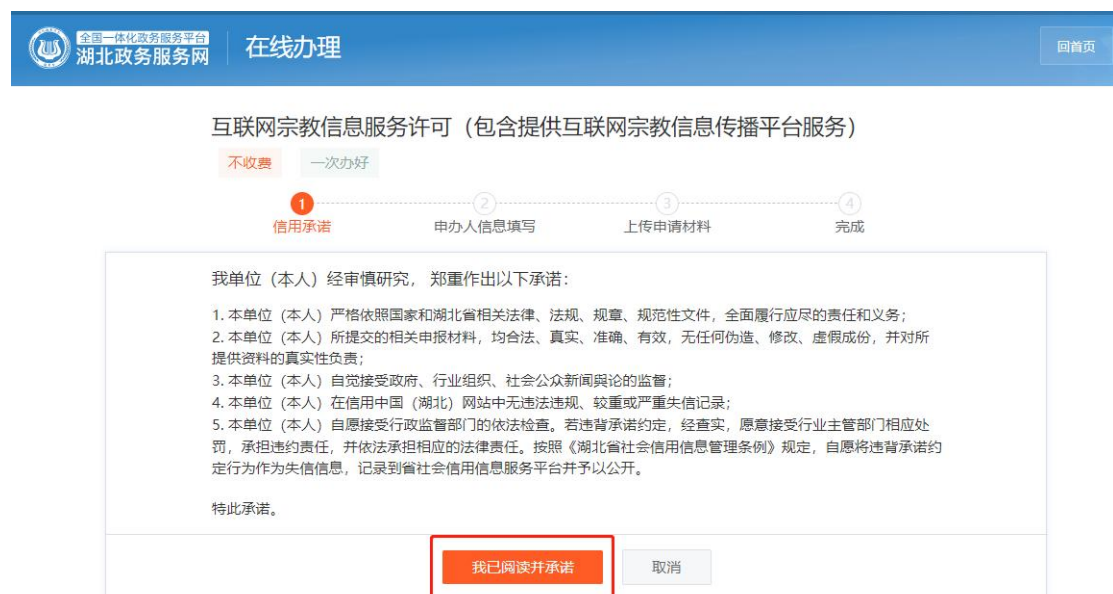 全国一体化政务服务平台
湖北政务服务网
在线办理
回首页
互联网宗教信息服务许可（包含提供互联网宗教信息传播平台服务）
不收费 一次办好
1 2 3 4
信用承诺 申办人信息填写 上传申请材料 完成
我单位（本人）经审慎研究， 郑重作出以下承诺：
1. 本单位（本人）严格依照国家和湖北省相关法律、法规、规章、规范性文件，全面履行应尽的责任和义务；
2. 本单位（本人）所提交的相关申报材料，均合法、真实、准确、有效，无任何伪造、修改、虚假成份，并对所
提供资料的真实性负责；
3. 本单位（本人）自觉接受政府、行业组织、社会公众新闻舆论的监督；
4. 本单位（本人）在信用中国（湖北）网站中无违法违规、较重或严重失信记录；
5. 本单位（本人）自愿接受行政监督部门的依法检查。若违背承诺约定，经查实，愿意接受行业主管部门相应处
罚，承担违约责任，并依法承担相应的法律责任。按照《湖北省社会信用信息管理条例》规定，自愿将违背承诺约
定行为作为失信信息，记录到省社会信用信息服务平台并予以公开。
特此承诺。
我已阅读并承诺 取消